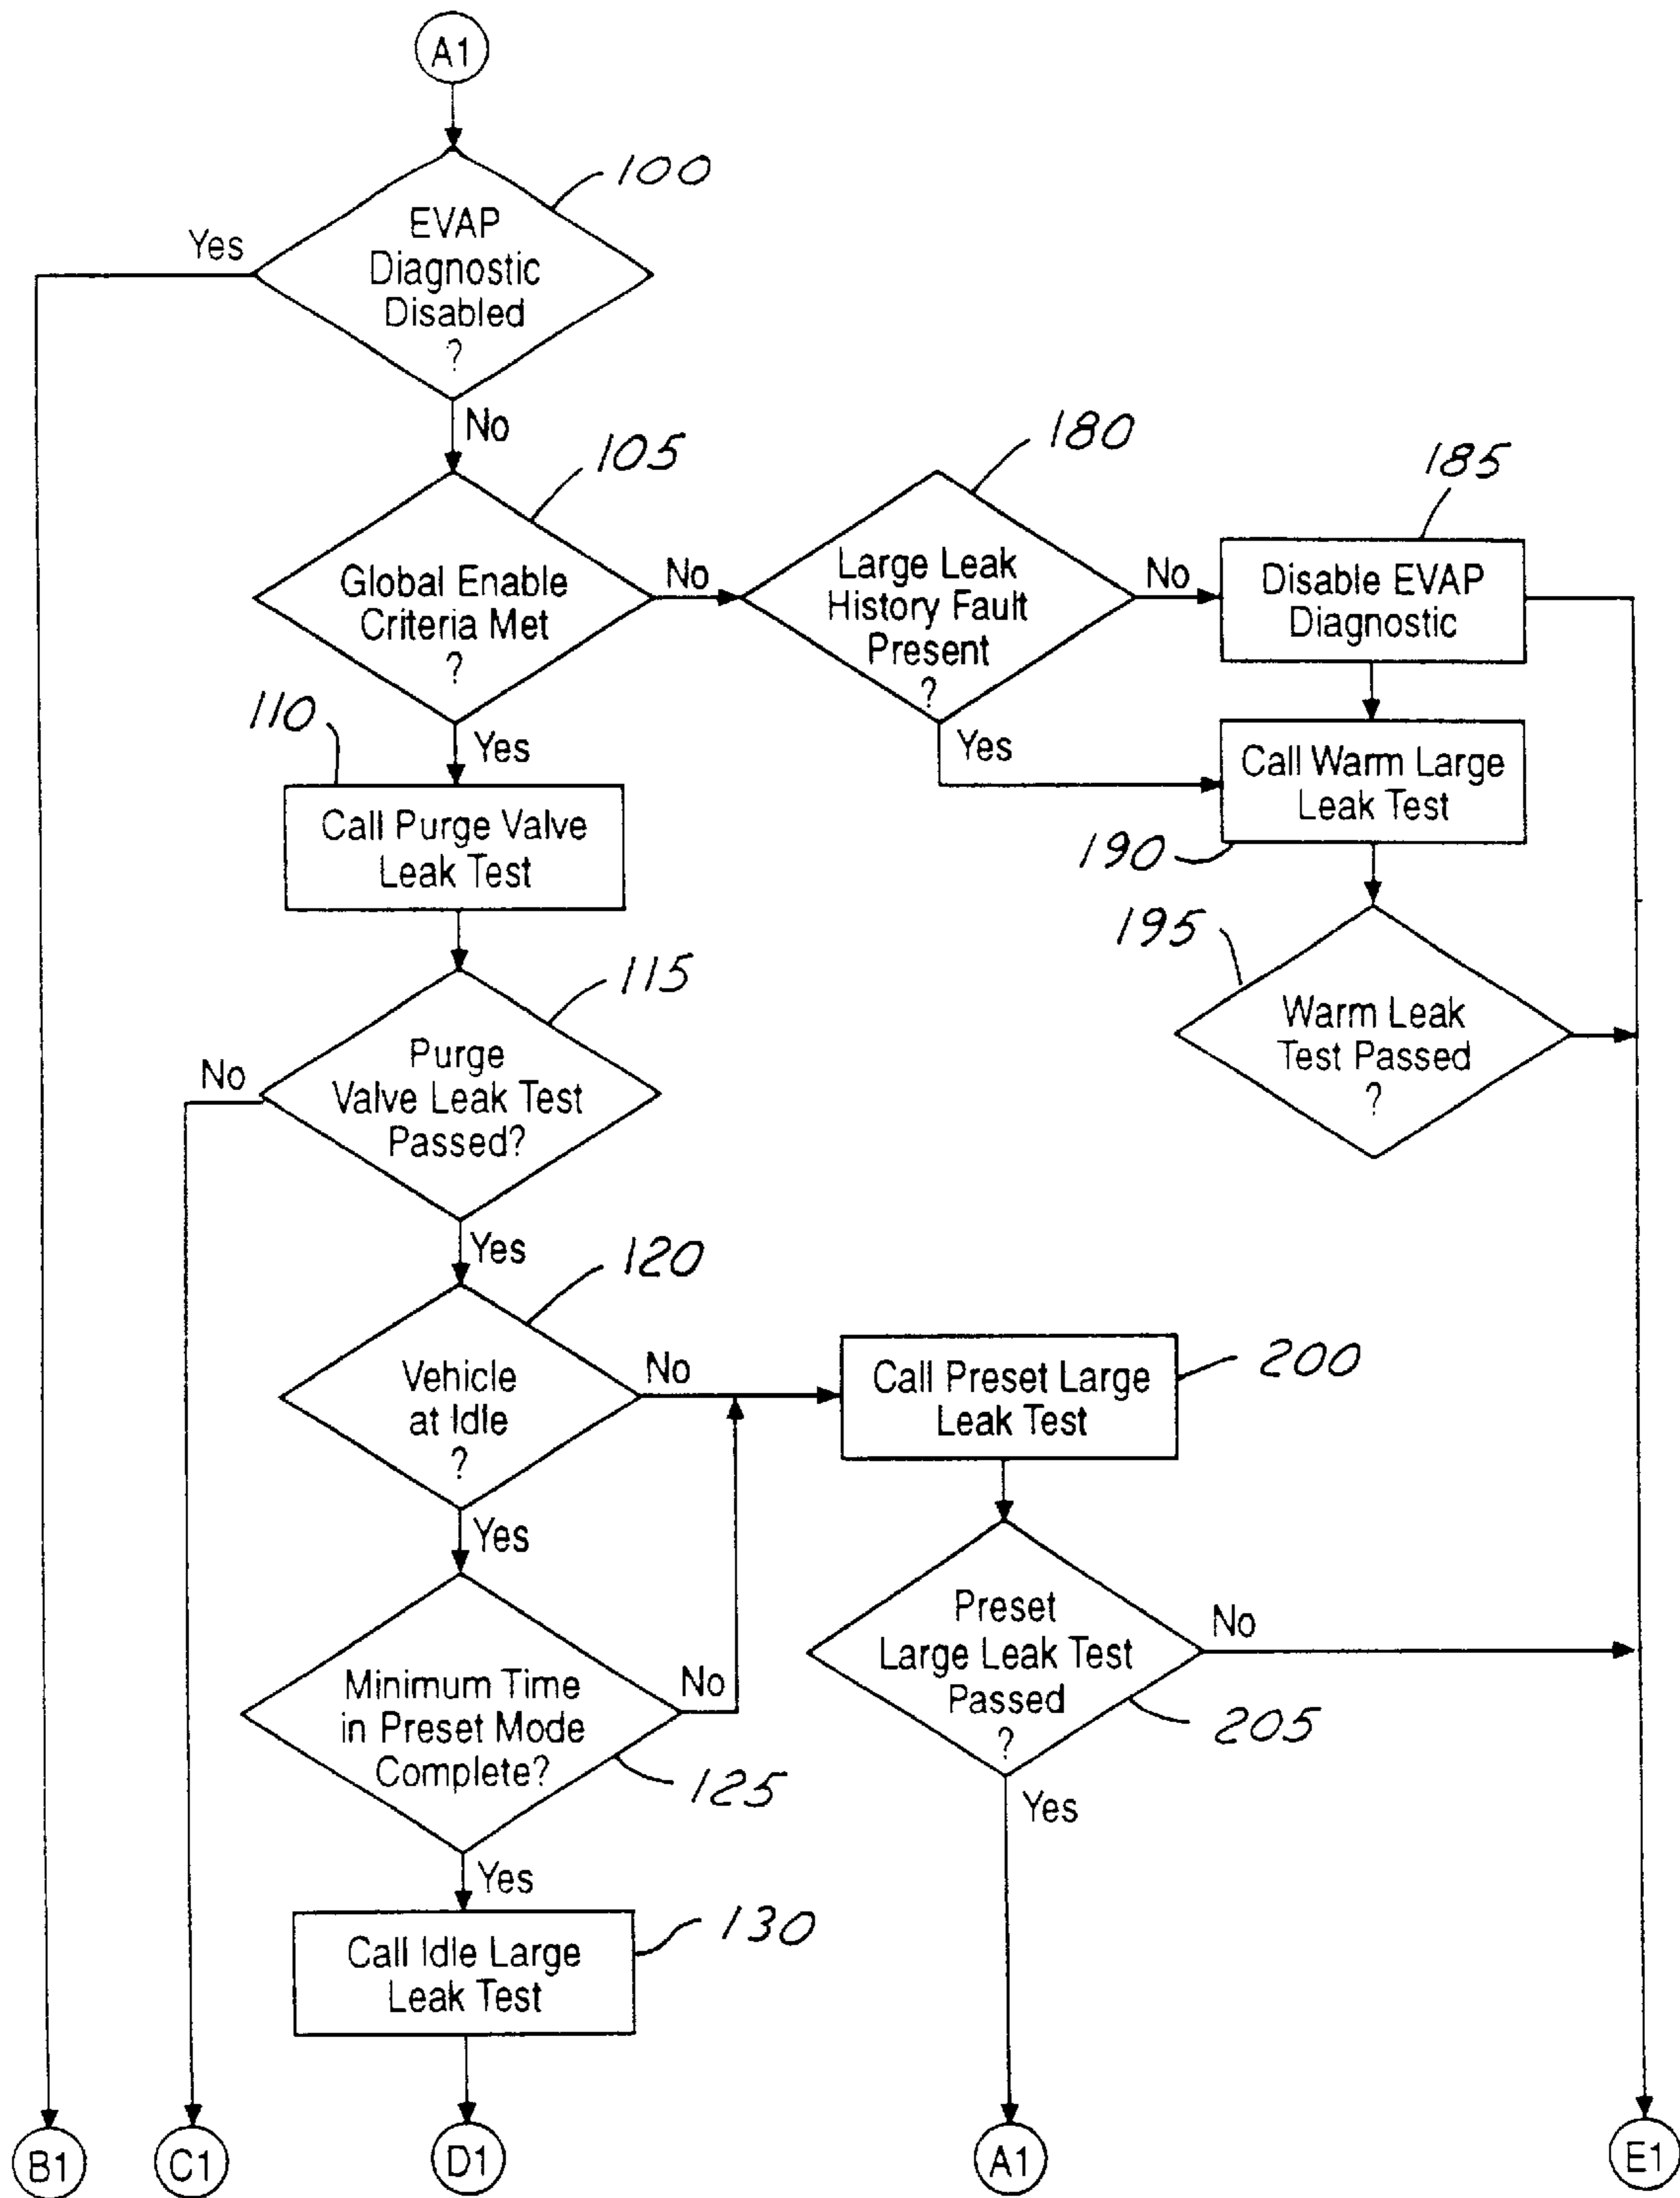 A1
100
EVAP
Diagnostic
Disabled
?
Yes
No
105
Global Enable
Criteria Met
?
No
Yes
180
Large Leak
History Fault
Present
?
No
Yes
185
Disable EVAP
Diagnostic
110
Call Purge Valve
Leak Test
Call Warm Large
Leak Test
190
195
Warm Leak
Test Passed
?
115
Purge
Valve Leak Test
Passed?
No
Yes
120
Vehicle
at Idle
?
No
Yes
Call Preset Large
Leak Test
200
Minimum Time
in Preset Mode
Complete?
No
125
Yes
Preset
Large Leak Test
Passed
?
No
205
Yes
Call Idle Large
Leak Test
130
B1
C1
D1
A1
E1